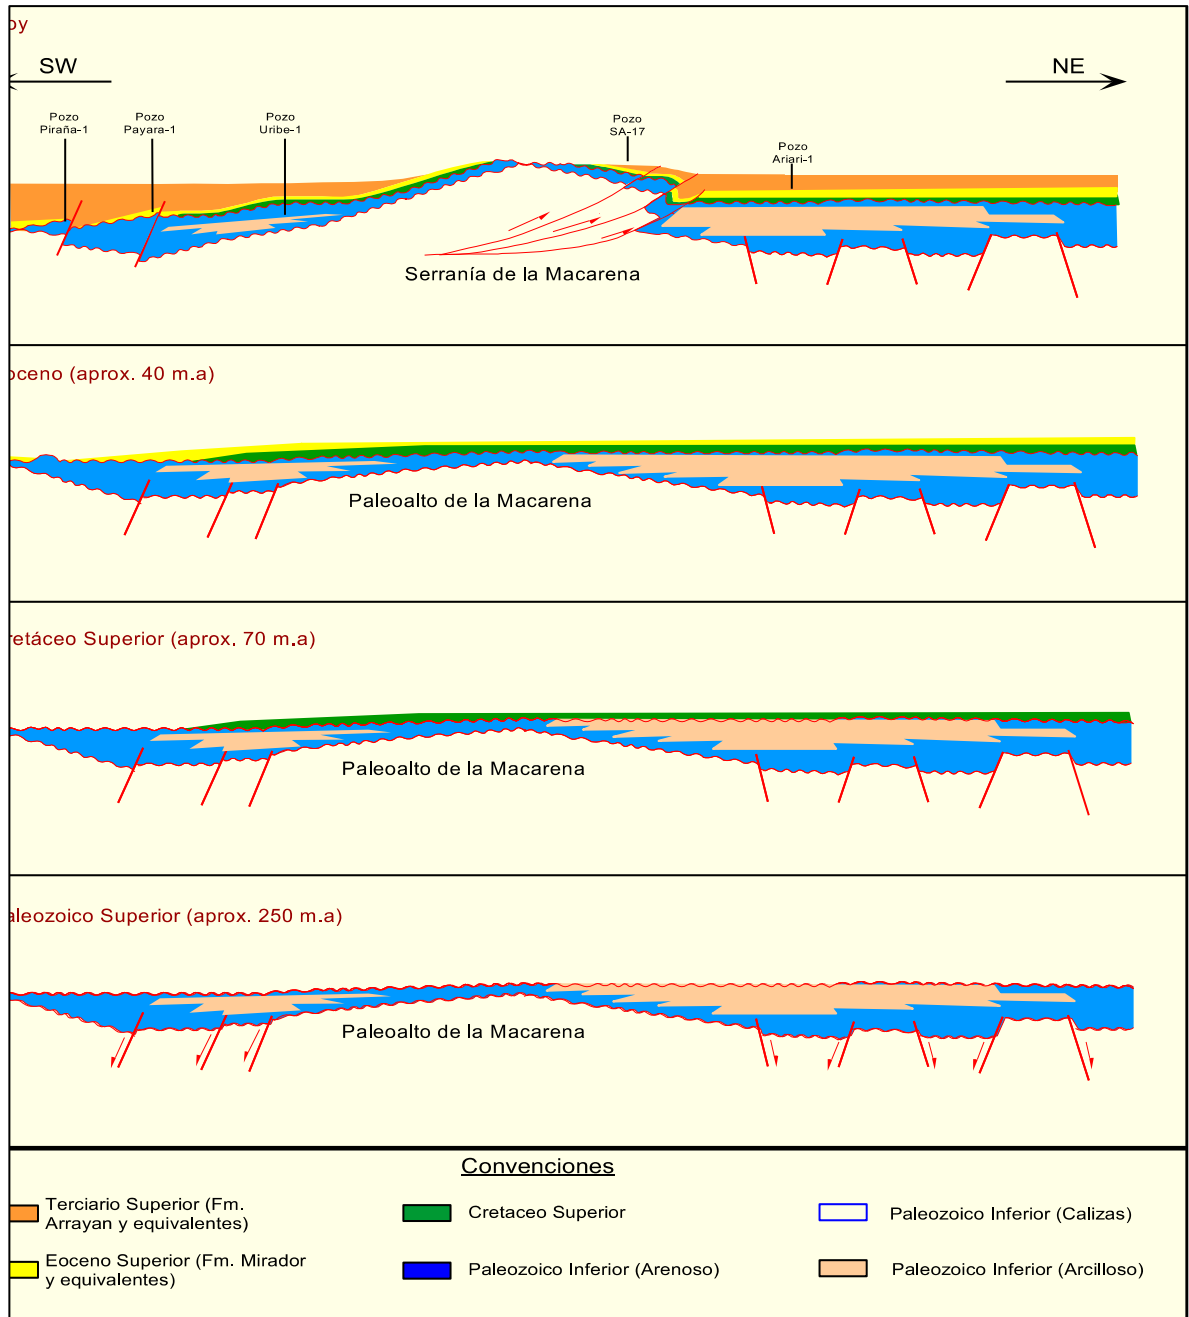 oy
SW
NE
Pozo
Piraña-1
Pozo
Payara-1
Pozo
Uribe-1
Pozo
SA-17
Pozo
Ariari-1
Serranía de la Macarena
oceno (aprox. 40 m.a)
Paleoalto de la Macarena
retáceo Superior (aprox. 70 m.a)
Paleoalto de la Macarena
aleozoico Superior (aprox. 250 m.a)
Paleoalto de la Macarena
Convenciones
Terciario Superior (Fm.
Arrayan y equivalentes)
Cretaceo Superior
Paleozoico Inferior (Calizas)
Eoceno Superior (Fm. Mirador
y equivalentes)
Paleozoico Inferior (Arenoso)
Paleozoico Inferior (Arcilloso)